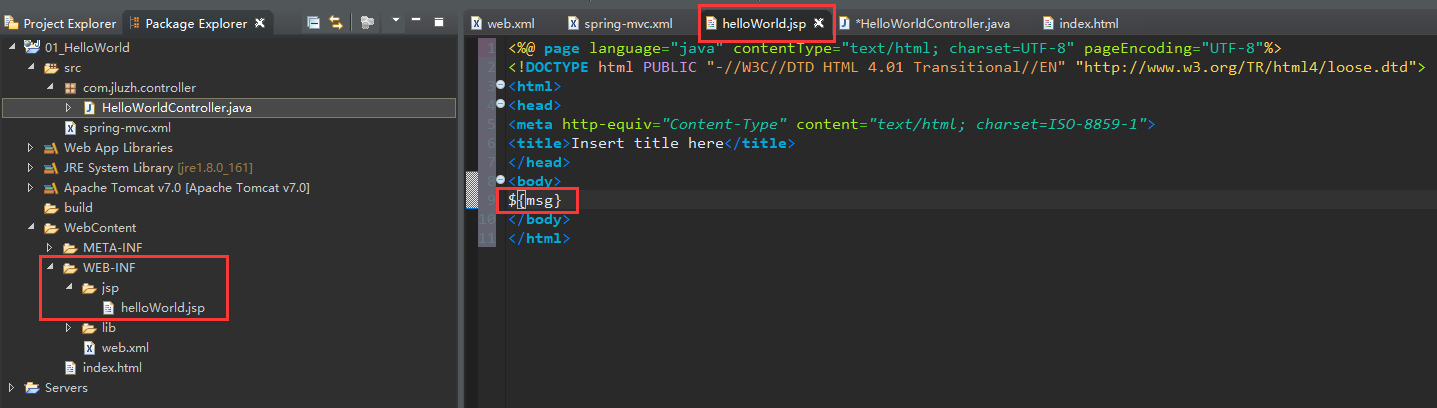 Project Explorer
Package Explorer
01_HelloWorld
src
com.jluzh.controller
HelloWorldController.java
spring-mvc.xml
Web App Libraries
JRE System Library [jre1.8.0_161]
Apache Tomcat v7.0 [Apache Tomcat v7.0]
build
WebContent
META-INF
WEB-INF
jsp
helloWorld.jsp
lib
web.xml
index.html
Servers
web.xml
spring-mvc.xml
helloWorld.jsp
*HelloWorldController.java
index.html
1 <%@ page language="java" contentType="text/html; charset=UTF-8" pageEncoding="UTF-8"%>
2 <!DOCTYPE html PUBLIC "-//W3C//DTD HTML 4.01 Transitional//EN" "http://www.w3.org/TR/html4/loose.dtd">
3 <html>
4 <head>
5 <meta http-equiv="Content-Type" content="text/html; charset=ISO-8859-1">
6 <title>Insert title here</title>
7 </head>
8 <body>
9 ${msg}
10 </body>
11 </html>